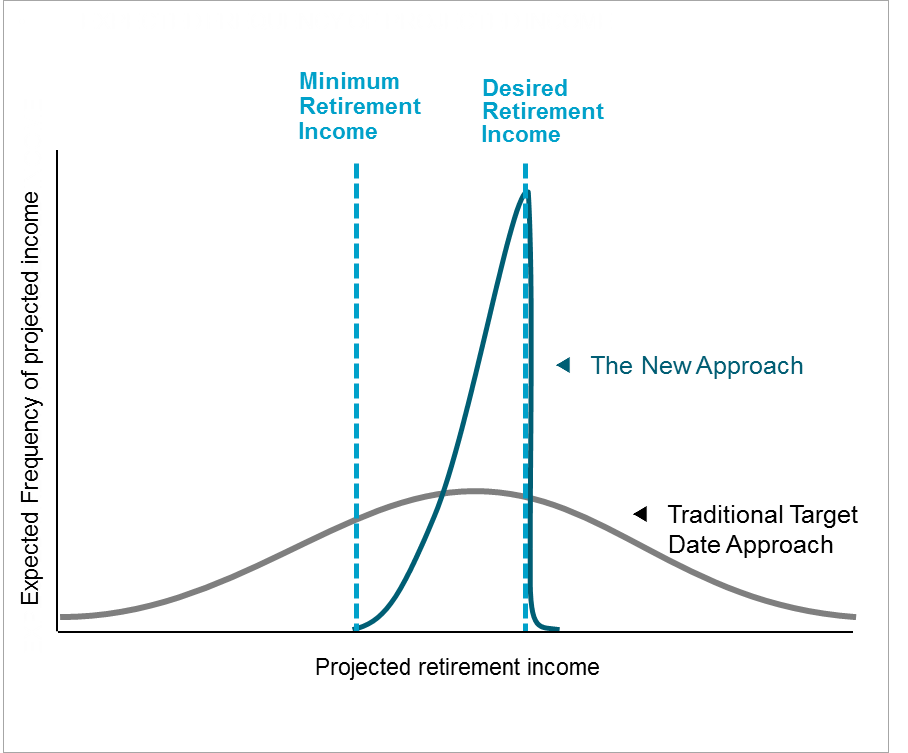 Minimum
Retirement
Income
Desired
Retirement
Income
Expected Frequency of projected income
The New Approach
Traditional Target
Date Approach
Projected retirement income